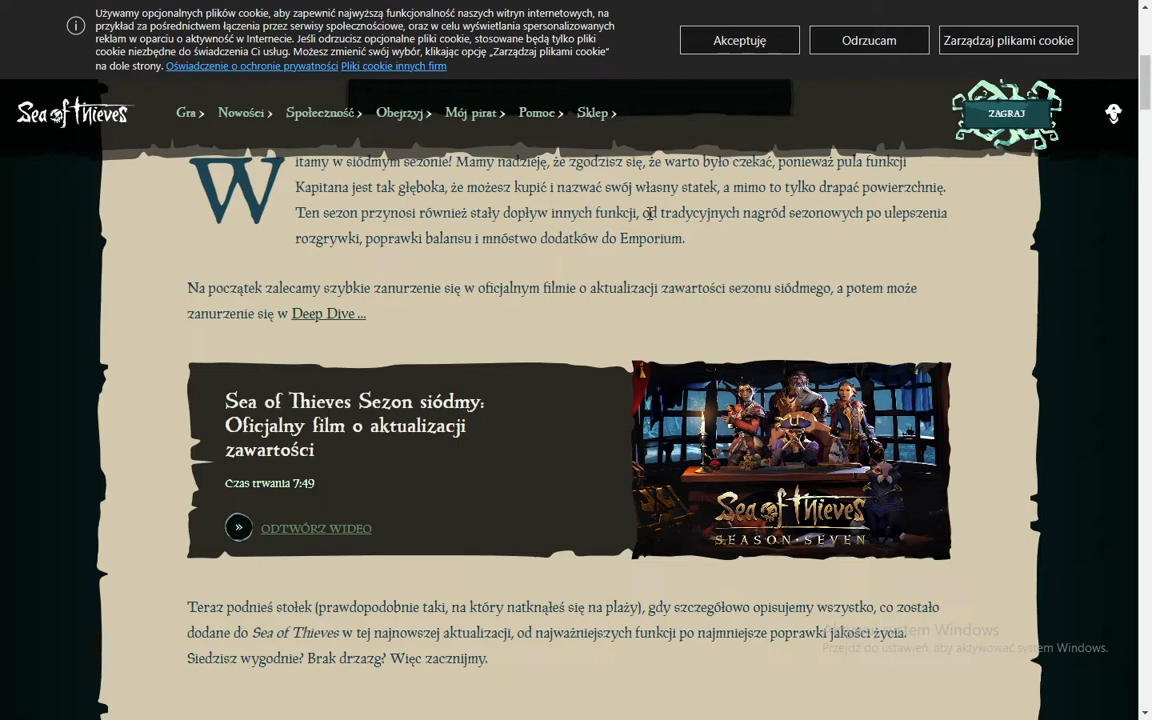 Używamy opcjonalnych plików cookie, aby zapewnić najwyższą funkcjonalność naszych witryn internetowych, na
przykład za pośrednictwem łączenia przez serwisy społecznościowe, oraz w celu wyświetlania spersonalizowanych
reklam w oparciu o aktywność w Internecie. Jeśli odrzucisz opcjonalne pliki cookie, stosowane będą tylko pliki
cookie niezbędne do świadczenia Ci usług. Możesz zmienić swój wybór, klikając opcję „Zarządzaj plikami cookie”
na dole strony. Oświadczenie o ochronie prywatności Pliki cookie innych firm
Akceptuję
Odrzucam
Zarządzaj plikami cookie
Sea of Thieves
Gra
Nowości
Społeczność
Obejrzyj
Mój pirat
Pomoc
Sklep
ZAGRAJ
Witamy w siódmym sezonie! Mamy nadzieję, że zgodzisz się, że warto było czekać, ponieważ pula funkcji
Kapitana jest tak głęboka, że możesz kupić i nazwać swój własny statek, a mimo to tylko drapać powierzchnię.
Ten sezon przynosi również stały dopływ innych funkcji, od tradycyjnych nagród sezonowych po ulepszenia
rozgrywki, poprawki balansu i mnóstwo dodatków do Emporium.
Na początek zalecamy szybkie zanurzenie się w oficjalnym filmie o aktualizacji zawartości sezonu siódmego, a potem może
zanurzenie się w Deep Dive ...
Sea of Thieves Sezon siódmy:
Oficjalny film o aktualizacji
zawartości
Czas trwania 7:49
ODTWÓRZ WIDEO
Sea of Thieves
SEASON·SEVEN
Teraz podnieś stołek (prawdopodobnie taki, na który natknąłeś się na plaży), gdy szczegółowo opisujemy wszystko, co zostało
dodane do Sea of Thieves w tej najnowszej aktualizacji, od najważniejszych funkcji po najmniejsze poprawki jakości życia.
Siedzisz wygodnie? Brak drzazg? Więc zacznijmy.
Aktywuj system Windows
Przejdź do ustawień, aby aktywować system Windows.